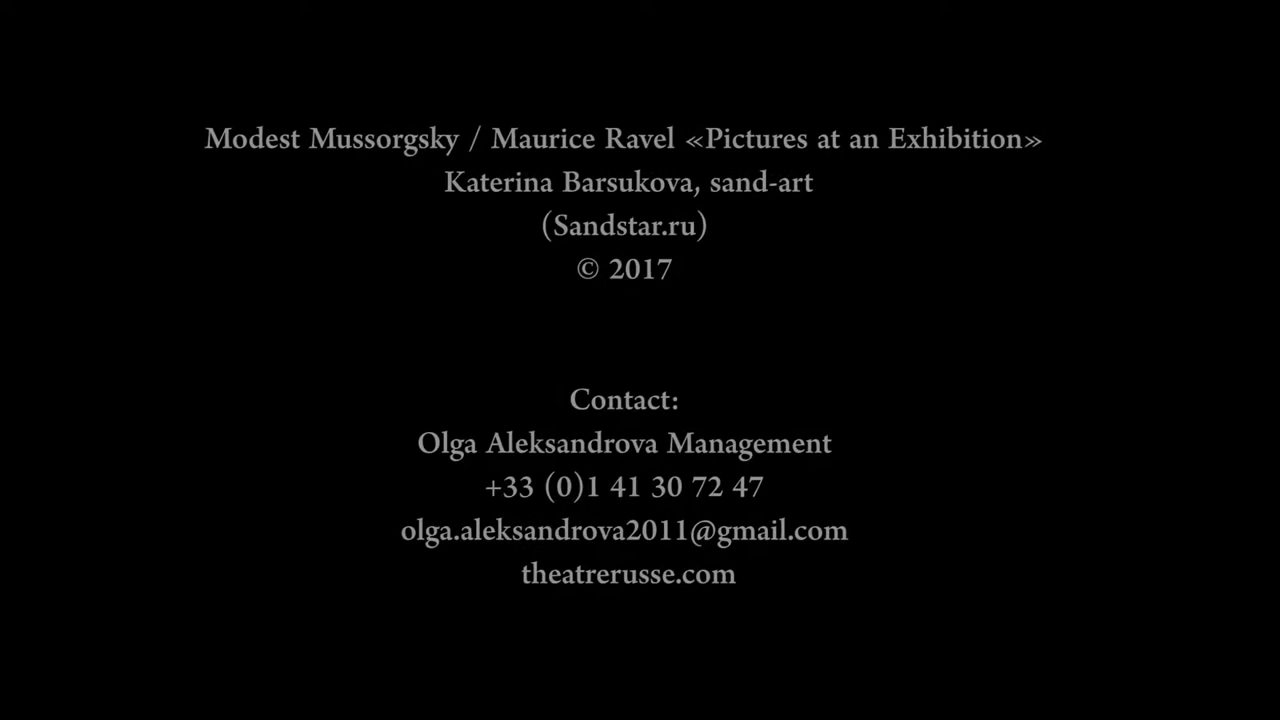 Modest Mussorgsky / Maurice Ravel «Pictures at an Exhibition»
Katerina Barsukova, sand-art
(Sandstar.ru)
© 2017
Contact:
Olga Aleksandrova Management
+33 (0)1 41 30 72 47
olga.aleksandrova2011@gmail.com
theatrerusse.com